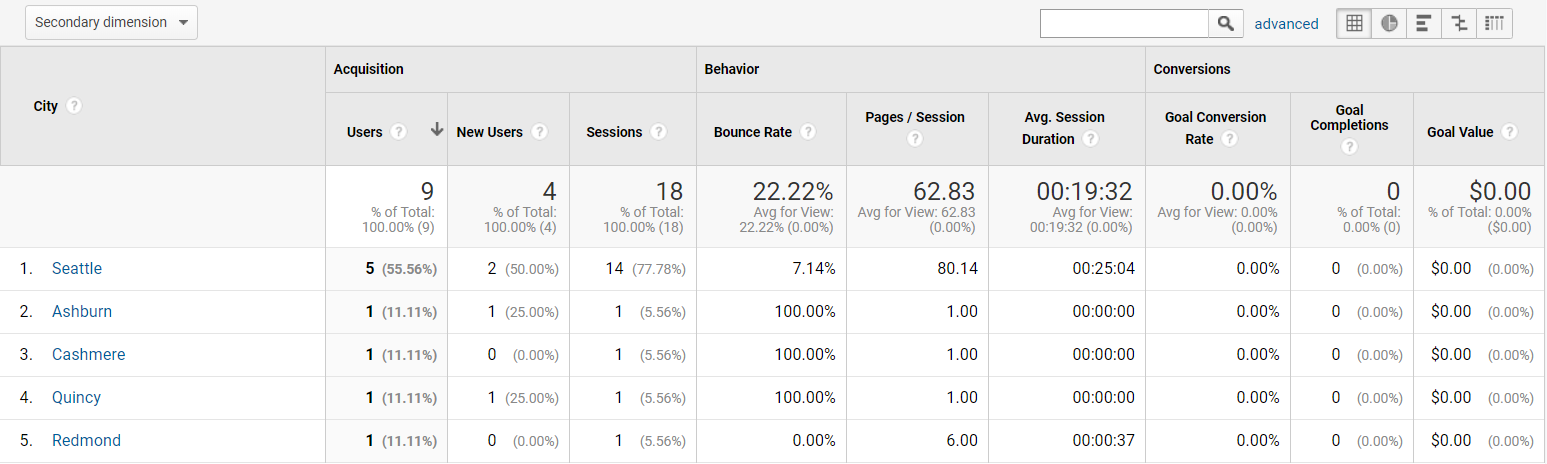 Secondary dimension
advanced
City ?
Acquisition Behavior Conversions
Users ? New Users ? Sessions ? Bounce Rate ? Pages / Session ? Avg. Session Duration ? Goal Conversion Rate ? Goal Completions ? Goal Value ?
9 4 18 22.22% 62.83 00:19:32 0.00% 0 $0.00
% of Total: % of Total: % of Total: Avg for View: Avg for View: 62.83 Avg for View: Avg for View: 0.00% % of Total: % of Total: 0.00%
100.00% (9) 100.00% (4) 100.00% (18) 22.22% (0.00%) (0.00%) 00:19:32 (0.00%) (0.00%) 0.00% (0) ($0.00)
1. Seattle 5 (55.56%) 2 (50.00%) 14 (77.78%) 7.14% 80.14 00:25:04 0.00% 0 (0.00%) $0.00 (0.00%)
2. Ashburn 1 (11.11%) 1 (25.00%) 1 (5.56%) 100.00% 1.00 00:00:00 0.00% 0 (0.00%) $0.00 (0.00%)
3. Cashmere 1 (11.11%) 0 (0.00%) 1 (5.56%) 100.00% 1.00 00:00:00 0.00% 0 (0.00%) $0.00 (0.00%)
4. Quincy 1 (11.11%) 1 (25.00%) 1 (5.56%) 100.00% 1.00 00:00:00 0.00% 0 (0.00%) $0.00 (0.00%)
5. Redmond 1 (11.11%) 0 (0.00%) 1 (5.56%) 0.00% 6.00 00:00:37 0.00% 0 (0.00%) $0.00 (0.00%)